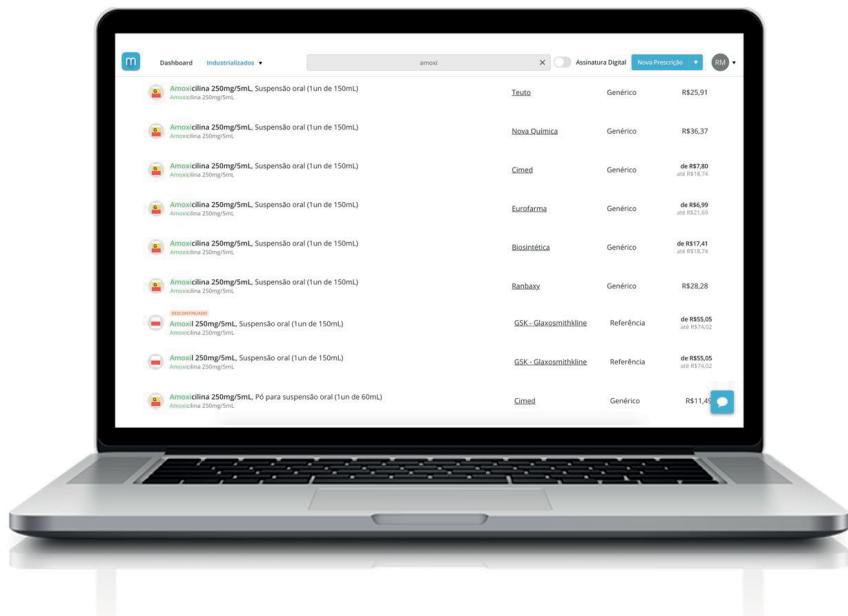 m Dashboard Industrializados amoxi Assinatura Digital Nova Prescrição RM
Amoxicilina 250mg/5mL, Suspensão oral (1un de 150mL) Teuto Genérico R$25,91
Amoxicilina 250mg/5mL
Amoxicilina 250mg/5mL, Suspensão oral (1un de 150mL) Nova Química Genérico R$36,37
Amoxicilina 250mg/5mL
Amoxicilina 250mg/5mL, Suspensão oral (1un de 150mL) Cimed Genérico de R$7,80
Amoxicilina 250mg/5mL até R$18,74
Amoxicilina 250mg/5mL, Suspensão oral (1un de 150mL) Eurofarma Genérico de R$6,99
Amoxicilina 250mg/5mL até R$21,69
Amoxicilina 250mg/5mL, Suspensão oral (1un de 150mL) Biosintética Genérico de R$17,41
Amoxicilina 250mg/5mL até R$18,74
Amoxicilina 250mg/5mL, Suspensão oral (1un de 150mL) Ranbaxy Genérico R$28,28
Amoxicilina 250mg/5mL
DESCONTINUADO
Amoxil 250mg/5mL, Suspensão oral (1un de 150mL) GSK - Glaxosmithkline Referência de R$55,05
Amoxicilina 250mg/5mL até R$74,02
Amoxil 250mg/5mL, Suspensão oral (1un de 150mL) GSK - Glaxosmithkline Referência de R$55,05
Amoxicilina 250mg/5mL até R$74,02
Amoxicilina 250mg/5mL, Pó para suspensão oral (1un de 60mL) Cimed Genérico R$11,49
Amoxicilina 250mg/5mL